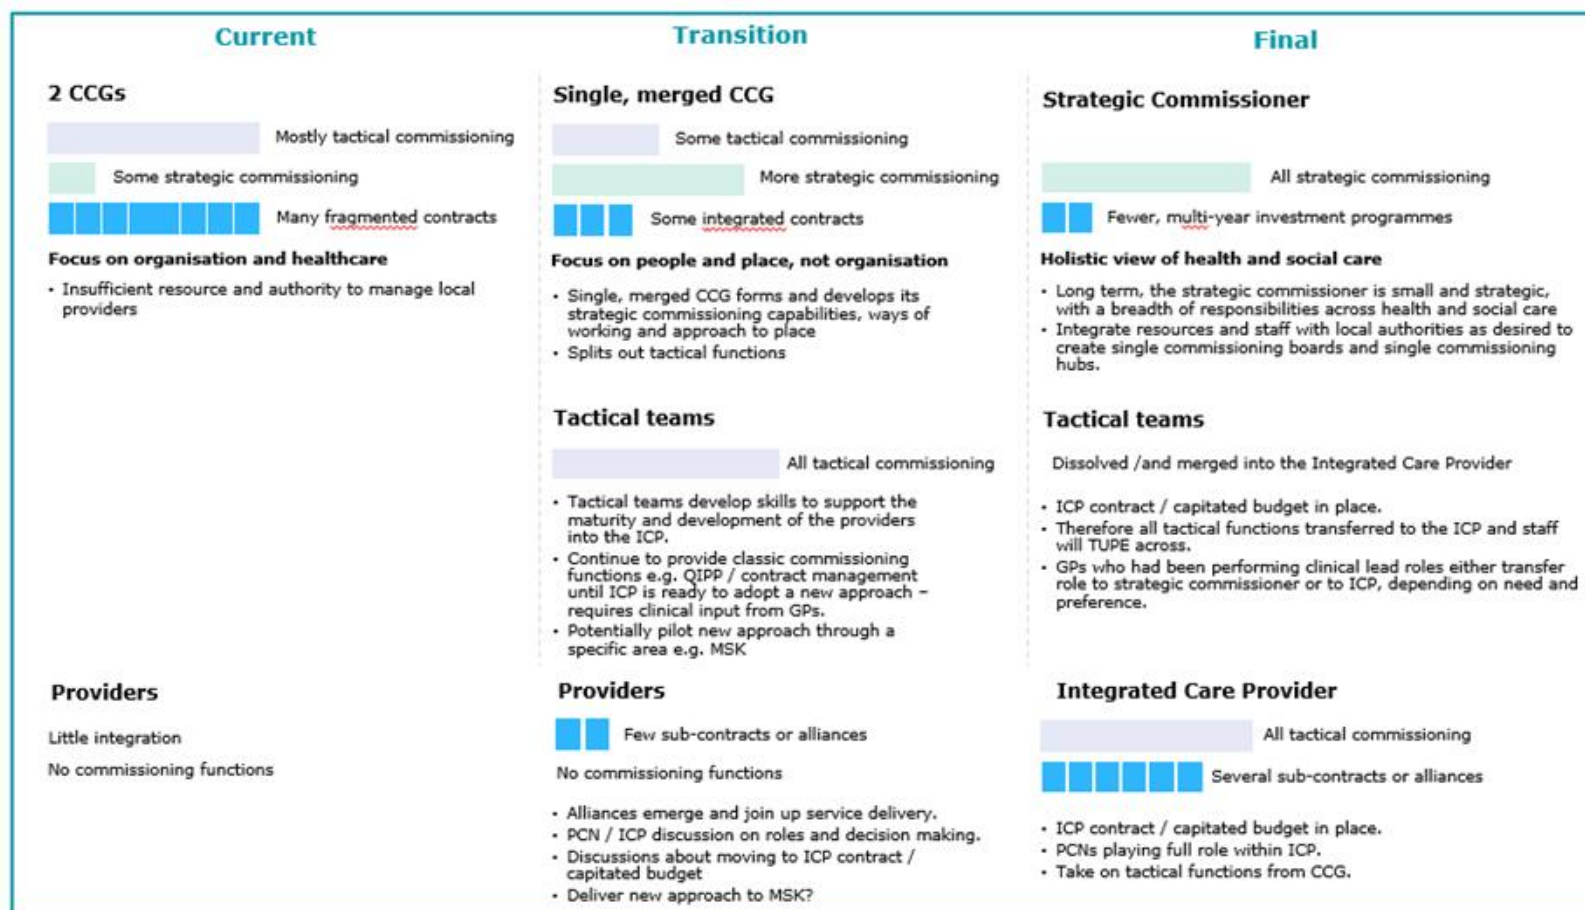 Current
2 CCGs
Mostly tactical commissioning
Some strategic commissioning
Many fragmented contracts
Focus on organisation and healthcare
• Insufficient resource and authority to manage local
providers
Providers
Little integration
No commissioning functions
Transition
Single, merged CCG
Some tactical commissioning
More strategic commissioning
Some integrated contracts
Focus on people and place, not organisation
• Single, merged CCG forms and develops its
strategic commissioning capabilities, ways of
working and approach to place
• Splits out tactical functions
Tactical teams
All tactical commissioning
• Tactical teams develop skills to support the
maturity and development of the providers
into the ICP.
• Continue to provide classic commissioning
functions e.g. QIPP / contract management
until ICP is ready to adopt a new approach –
requires clinical input from GPs.
• Potentially pilot new approach through a
specific area e.g. MSK
Providers
Few sub-contracts or alliances
No commissioning functions
• Alliances emerge and join up service delivery.
• PCN / ICP discussion on roles and decision making.
• Discussions about moving to ICP contract /
capitated budget
• Deliver new approach to MSK?
Final
Strategic Commissioner
All strategic commissioning
Fewer, multi-year investment programmes
Holistic view of health and social care
• Long term, the strategic commissioner is small and strategic,
with a breadth of responsibilities across health and social care
• Integrate resources and staff with local authorities as desired to
create single commissioning boards and single commissioning
hubs.
Tactical teams
Dissolved /and merged into the Integrated Care Provider
• ICP contract / capitated budget in place.
• Therefore all tactical functions transferred to the ICP and staff
will TUPE across.
• GPs who had been performing clinical lead roles either transfer
role to strategic commissioner or to ICP, depending on need and
preference.
Integrated Care Provider
All tactical commissioning
Several sub-contracts or alliances
• ICP contract / capitated budget in place.
• PCNs playing full role within ICP.
• Take on tactical functions from CCG.